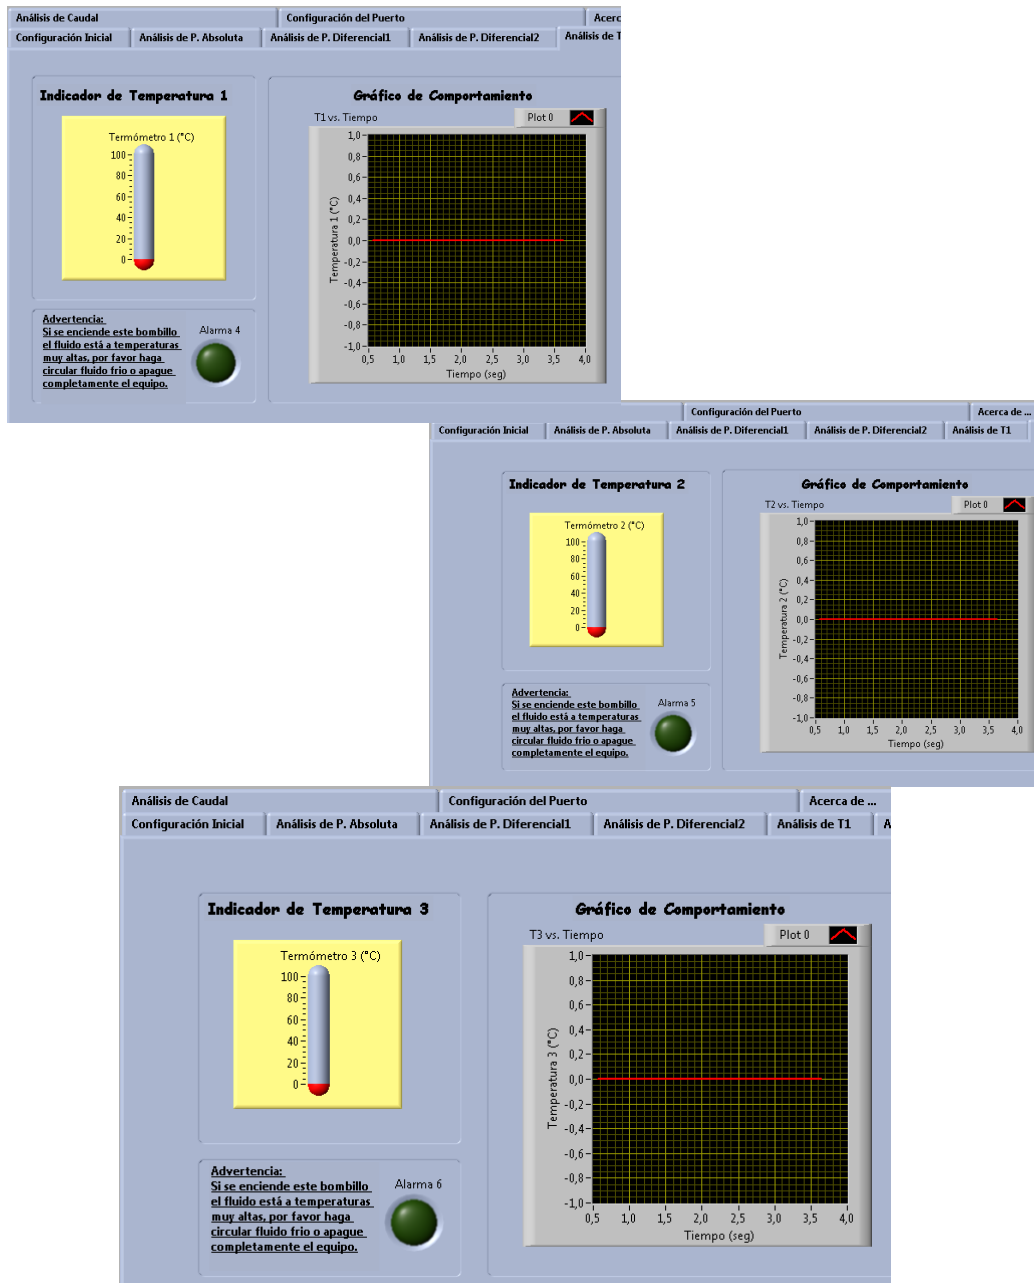 Análisis de Caudal
Configuración del Puerto
Acerc
Configuración Inicial
Análisis de P. Absoluta
Análisis de P. Diferencial1
Análisis de P. Diferencial2
Análisis de T
Indicador de Temperatura 1
Termómetro 1 (°C)
100
80
60
40
20
0
Advertencia:
Si se enciende este bombillo
el fluido está a temperaturas
muy altas, por favor haga
circular fluido frio o apague
completamente el equipo.
Alarma 4
Gráfico de Comportamiento
T1 vs. Tiempo
Plot 0
Temperatura 1 (°C)
1,0
0,8
0,6
0,4
0,2
0,0
-0,2
-0,4
-0,6
-0,8
-1,0
0,5 1,0 1,5 2,0 2,5 3,0 3,5 4,0
Tiempo (seg)
Configuración del Puerto
Acerca de ...
Configuración Inicial
Análisis de P. Absoluta
Análisis de P. Diferencial1
Análisis de P. Diferencial2
Análisis de T1
Indicador de Temperatura 2
Termómetro 2 (°C)
100
80
60
40
20
0
Advertencia:
Si se enciende este bombillo
el fluido está a temperaturas
muy altas, por favor haga
circular fluido frio o apague
completamente el equipo.
Alarma 5
Gráfico de Comportamiento
T2 vs. Tiempo
Plot 0
Temperatura 2 (°C)
1,0
0,8
0,6
0,4
0,2
0,0
-0,2
-0,4
-0,6
-0,8
-1,0
0,5 1,0 1,5 2,0 2,5 3,0 3,5 4,0
Tiempo (seg)
Análisis de Caudal
Configuración del Puerto
Acerca de ...
Configuración Inicial
Análisis de P. Absoluta
Análisis de P. Diferencial1
Análisis de P. Diferencial2
Análisis de T1
A
Indicador de Temperatura 3
Termómetro 3 (°C)
100
80
60
40
20
0
Advertencia:
Si se enciende este bombillo
el fluido está a temperaturas
muy altas, por favor haga
circular fluido frio o apague
completamente el equipo.
Alarma 6
Gráfico de Comportamiento
T3 vs. Tiempo
Plot 0
Temperatura 3 (°C)
1,0
0,8
0,6
0,4
0,2
0,0
-0,2
-0,4
-0,6
-0,8
-1,0
0,5 1,0 1,5 2,0 2,5 3,0 3,5 4,0
Tiempo (seg)